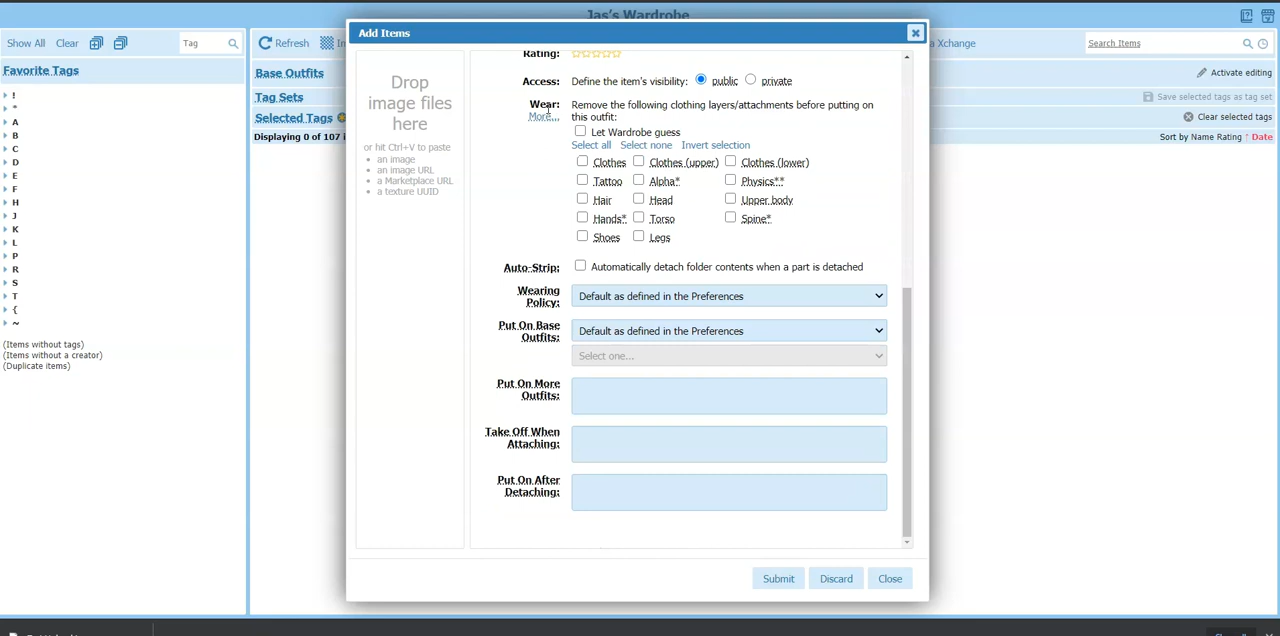 Jas's Wardrobe
Show All Clear Tag
Refresh
a Xchange
Search Items
Favorite Tags
!
*
A
B
C
D
E
F
H
J
K
L
P
R
S
T
{
~
(Items without tags)
(Items without a creator)
(Duplicate items)
Base Outfits
Activate editing
Tag Sets
Save selected tags as tag set
Selected Tags
Clear selected tags
Displaying 0 of 107 i
Sort by Name Rating ↑ Date
Add Items
Drop
image files
here
or hit Ctrl+V to paste
• an image
• an image URL
• a Marketplace URL
• a texture UUID
Rating:
Access: Define the item's visibility: public private
Wear: Remove the following clothing layers/attachments before putting on
More... this outfit:
Let Wardrobe guess
Select all Select none Invert selection
Clothes Clothes (upper) Clothes (lower)
Tattoo Alpha* Physics**
Hair Head Upper body
Hands* Torso Spine*
Shoes Legs
Auto-Strip: Automatically detach folder contents when a part is detached
Wearing
Policy:
Default as defined in the Preferences
Put On Base
Outfits:
Default as defined in the Preferences
Select one...
Put On More
Outfits:
Take Off When
Attaching:
Put On After
Detaching:
Submit Discard Close